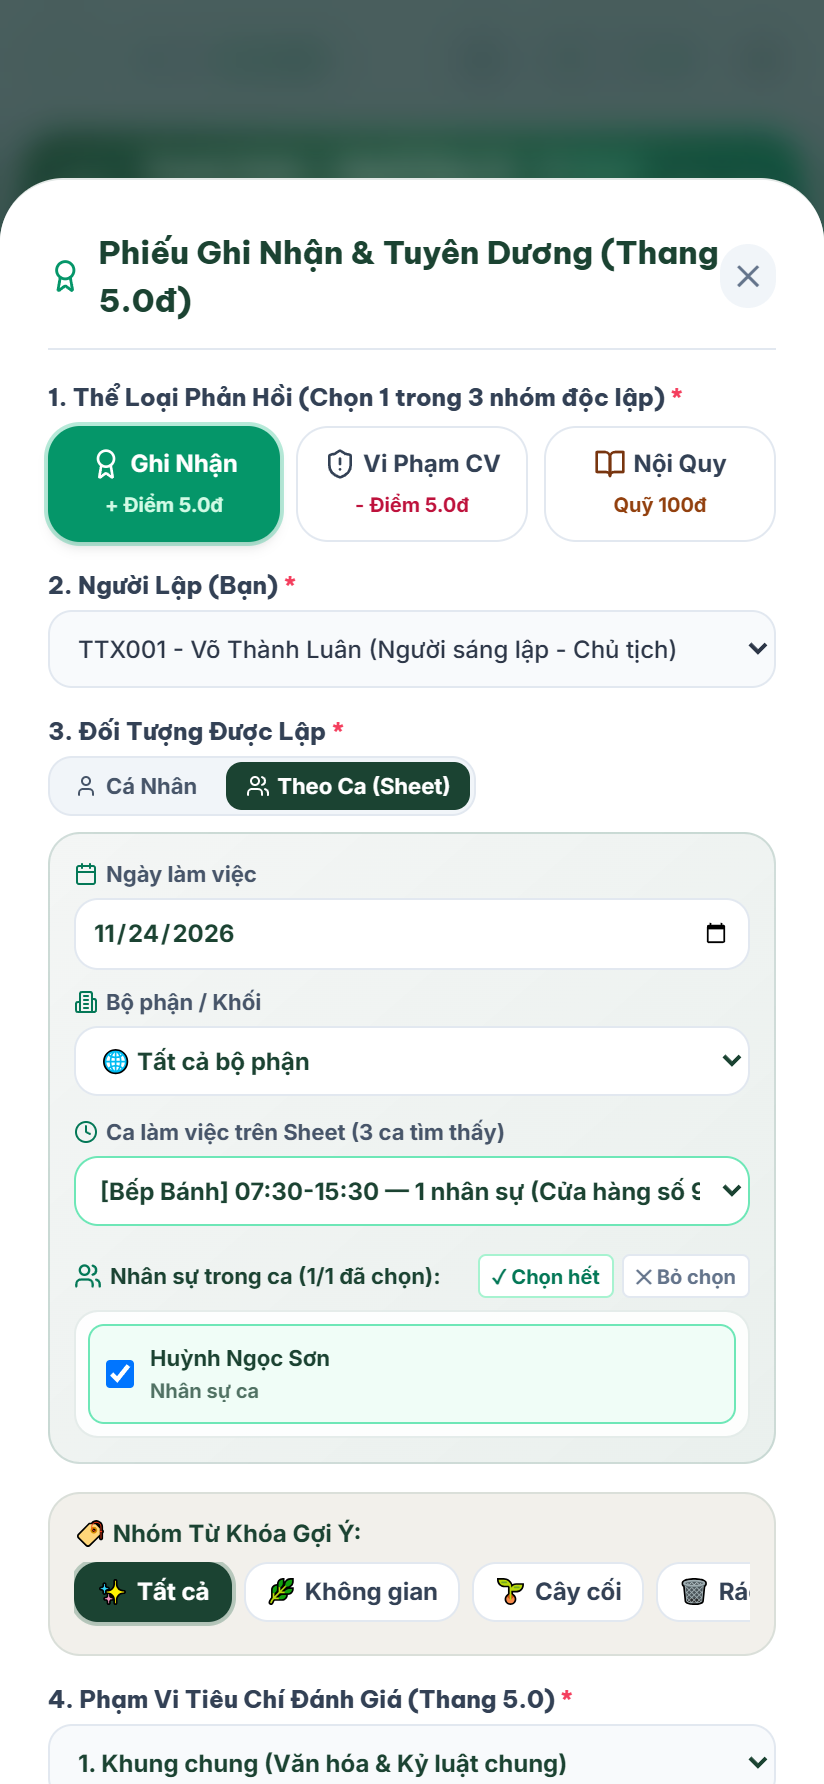 Phiếu Ghi Nhận & Tuyên Dương (Thang
5.0đ)
1. Thể Loại Phản Hồi (Chọn 1 trong 3 nhóm độc lập) *
Ghi Nhận
+ Điểm 5.0đ
Vi Phạm CV
- Điểm 5.0đ
Nội Quy
Quỹ 100đ
2. Người Lập (Bạn) *
TTX001 - Võ Thành Luân (Người sáng lập - Chủ tịch)
3. Đối Tượng Được Lập *
Cá Nhân
Theo Ca (Sheet)
Ngày làm việc
11/24/2026
Bộ phận / Khối
🌐 Tất cả bộ phận
Ca làm việc trên Sheet (3 ca tìm thấy)
[Bếp Bánh] 07:30-15:30 — 1 nhân sự (Cửa hàng số 9
Nhân sự trong ca (1/1 đã chọn):
✓ Chọn hết
Bỏ chọn
Huỳnh Ngọc Sơn
Nhân sự ca
Nhóm Từ Khóa Gợi Ý:
✨ Tất cả
🌿 Không gian
🌱 Cây cối
🗑️ Rác
4. Phạm Vi Tiêu Chí Đánh Giá (Thang 5.0) *
1. Khung chung (Văn hóa & Kỷ luật chung)